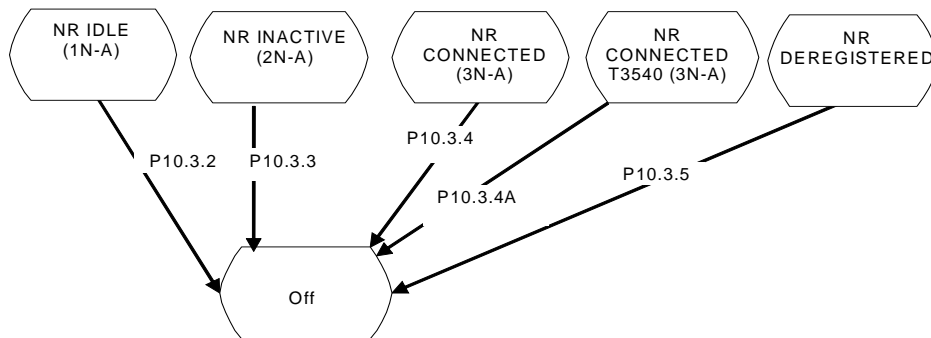 NR IDLE
(1N-A)
NR INACTIVE
(2N-A)
NR
CONNECTED
(3N-A)
NR
CONNECTED
T3540 (3N-A)
NR
DEREGISTERED
P10.3.2
P10.3.3
P10.3.4
P10.3.4A
P10.3.5
Off